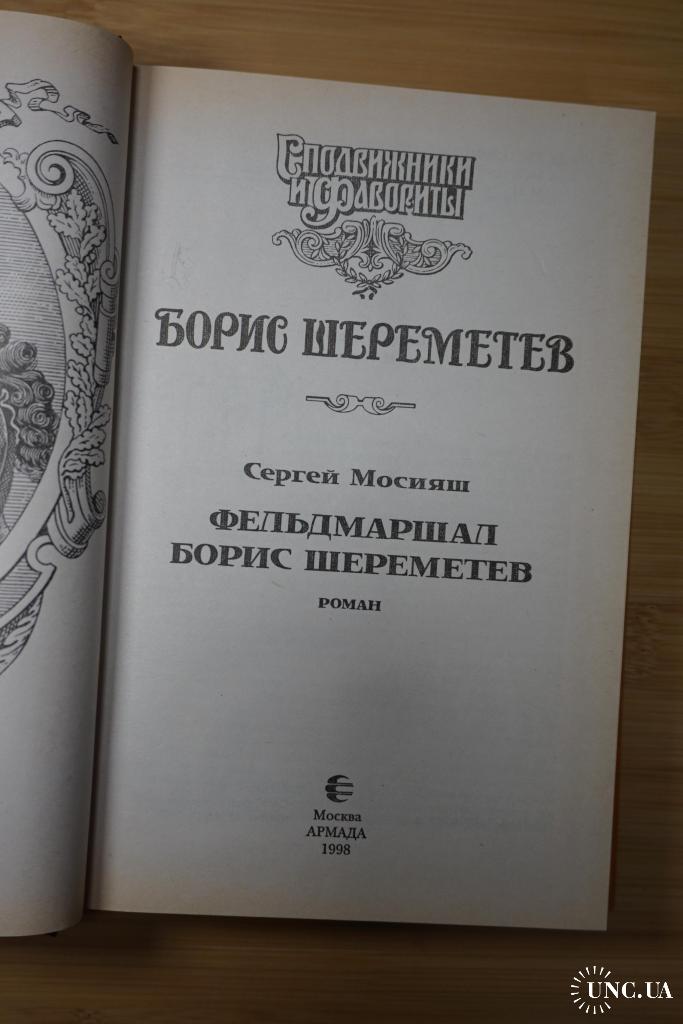 Сподвижники
и фавориты
БОРИС ШЕРЕМЕТЕВ
Сергей Мосияш
ФЕЛЬДМАРШАЛ
БОРИС ШЕРЕМЕТЕВ
РОМАН
Москва
АРМАДА
1998
UNC.UA